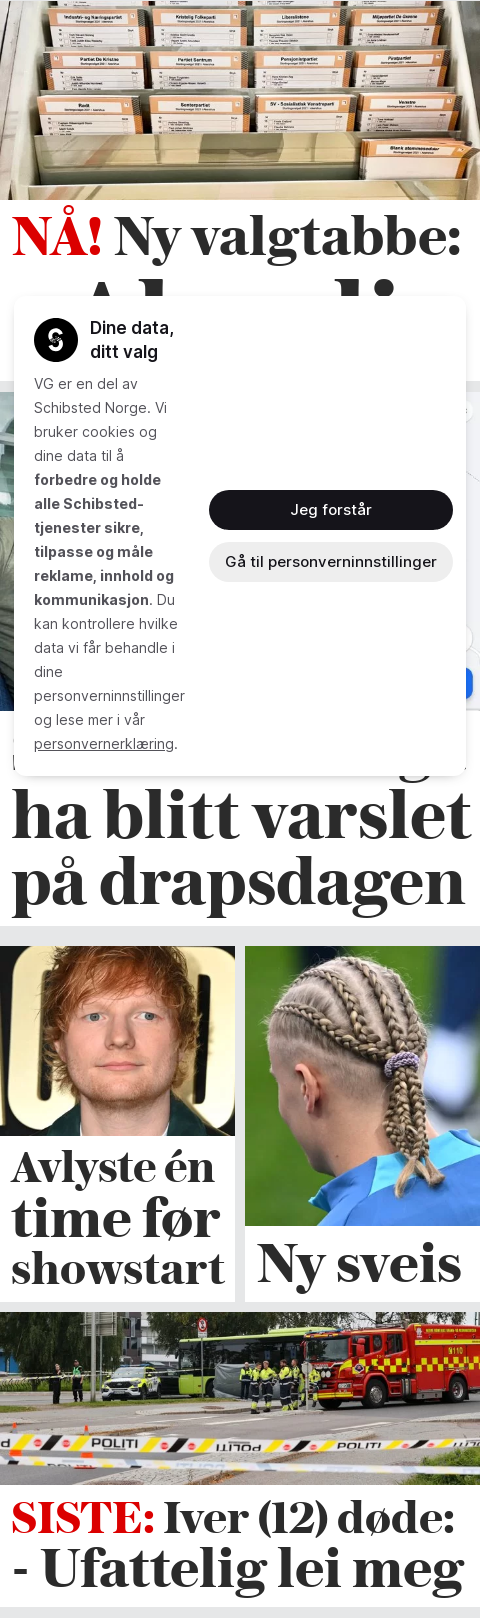 Industri- og Næringspartiet
Kristelig Folkeparti
Liberalistene
Miljøpartiet De Grønne
Partiet De Kristne
Partiet Sentrum
Pensjonistpartiet
Rødt
Senterpartiet
SV - Sosialistisk Venstreparti
Venstre
Blank stemmeseddel
NÅ! Ny valgtabbe:
Dine data,
ditt valg
VG er en del av
Schibsted Norge. Vi
bruker cookies og
dine data til å
forbedre og holde
alle Schibsted-
tjenester sikre,
tilpasse og måle
reklame, innhold og
kommunikasjon. Du
kan kontrollere hvilke
data vi får behandle i
dine
personverninnstillinger
og lese mer i vår
personvernerklæring.
Jeg forstår
Gå til personverninnstillinger
ha blitt varslet
på drapsdagen
Avlyste én
time før
showstart
Ny sveis
110
POLITI
POLITI
POLITI
SISTE: Iver (12) døde:
- Ufattelig lei meg